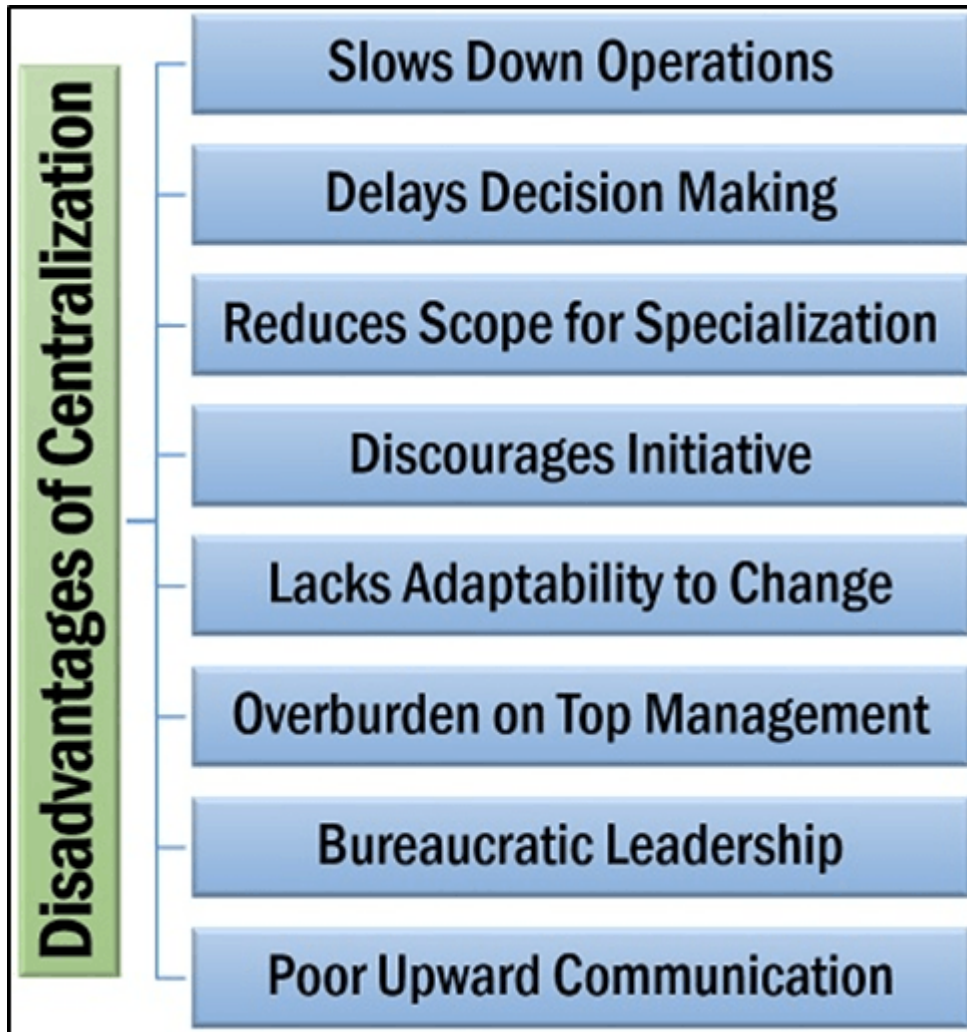 Disadvantages of Centralization
Slows Down Operations
Delays Decision Making
Reduces Scope for Specialization
Discourages Initiative
Lacks Adaptability to Change
Overburden on Top Management
Bureaucratic Leadership
Poor Upward Communication